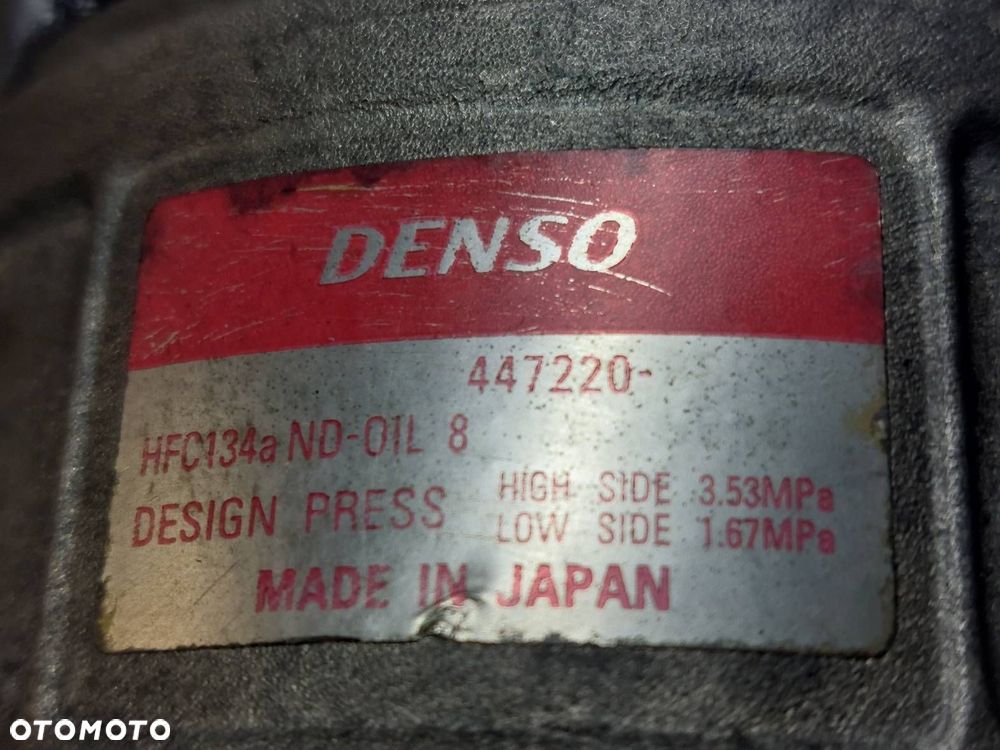 DENSO
447220-
HFC134a ND-OIL 8
DESIGN PRESS HIGH SIDE 3.53MPa
LOW SIDE 1.67MPa
MADE IN JAPAN
OTOMOTO